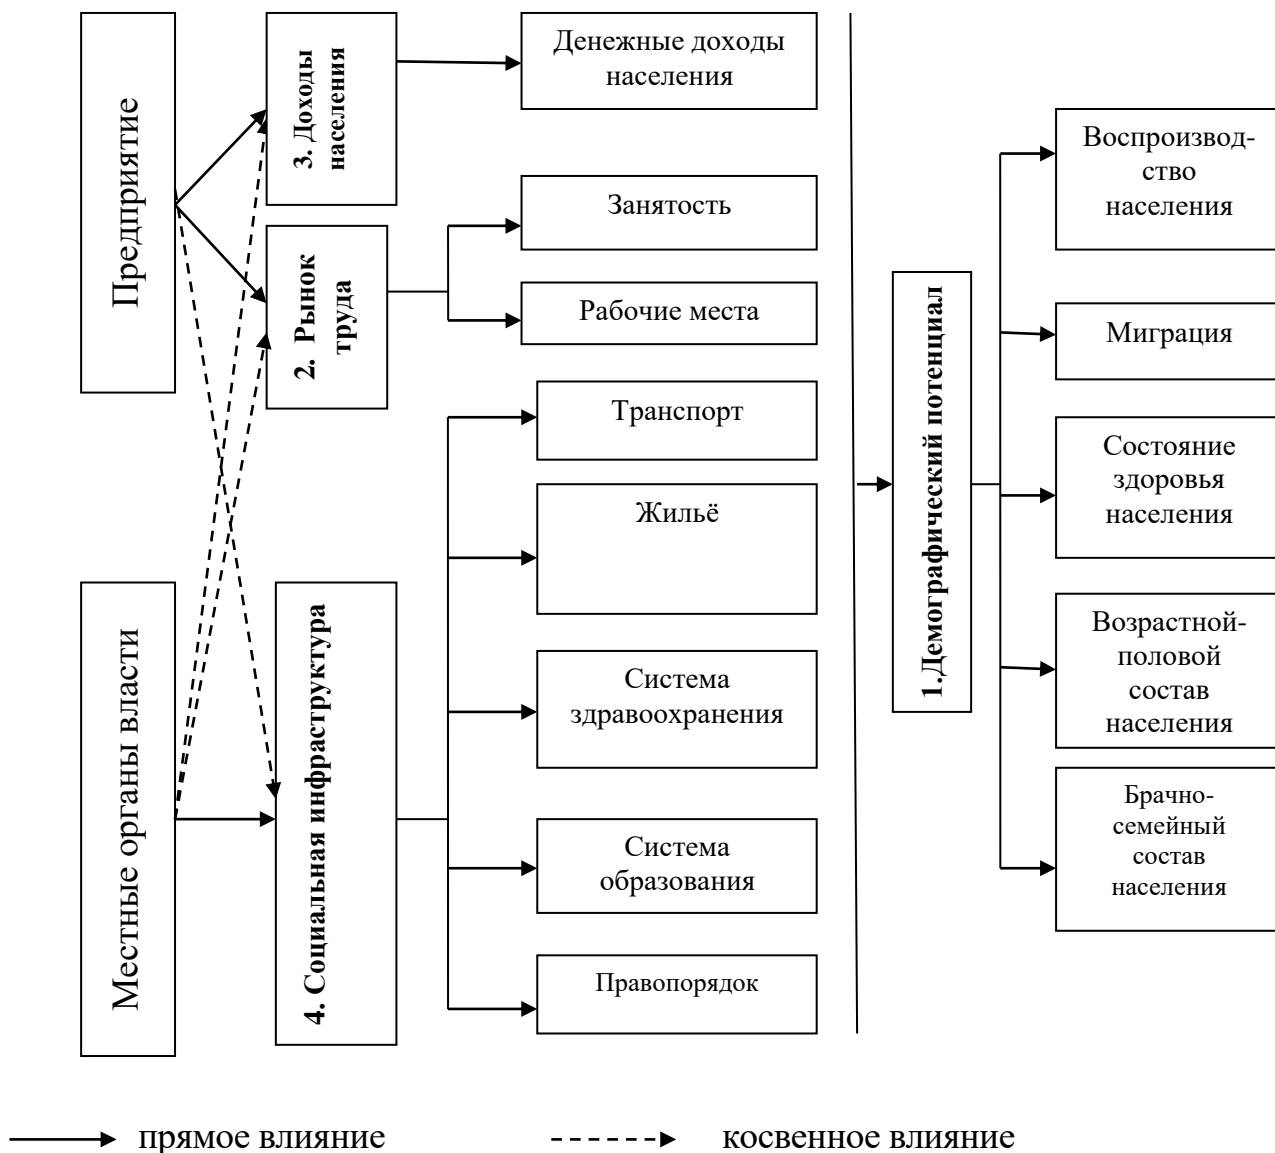 Предприятие
Местные органы власти
3. Доходы
населения
2.  Рынок
труда
4. Социальная инфраструктура
Денежные доходы
населения
Занятость
Рабочие места
Транспорт
Жильё
Система
здравоохранения
Система
образования
Правопорядок
1.Демографический потенциал
Воспроизвод-
ство
населения
Миграция
Состояние
здоровья
населения
Возрастной-
половой
состав
населения
Брачно-
семейный
состав
населения
прямое влияние
косвенное влияние